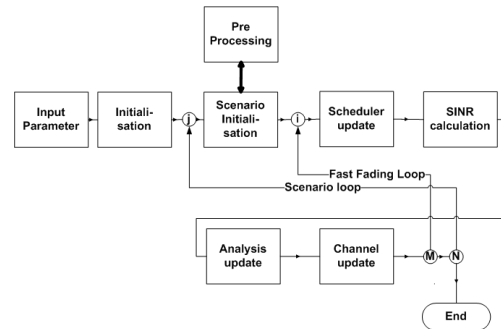 Pre
Processing
Input
Parameter
Initiali-
sation
j
Scenario
Initiali-
sation
i
Scheduler
update
SINR
calculation
Fast Fading Loop
Scenario loop
Analysis
update
Channel
update
M
N
End